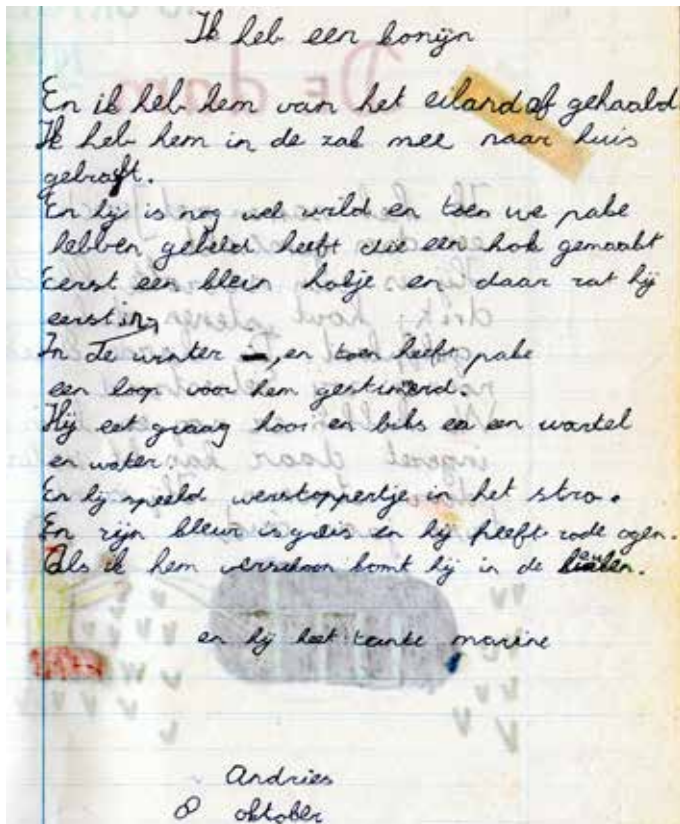 Ik heb een konijn
En ik heb hem van het eiland af gehaald.
Ik heb hem in de zak mee naar huis
gebraft.
En hij is nog wel wild en toen we pake
hebben gebeld heeft die een hok gemaakt
Eerst een klein hokje en daar zat hij
eerst in,
In De winter, en toen heeft pake
een loop voor hem getimerd.
Hij eet graag hooi en biks en een wortel
en water.
En hij speeld verstoppertje in het stro.
En zijn kleur is grijs en hij heeft rode ogen.
Als ik hem verschoon komt hij in de keuken.
en hij heet tante marine
Andries
8 oktober
DE dam